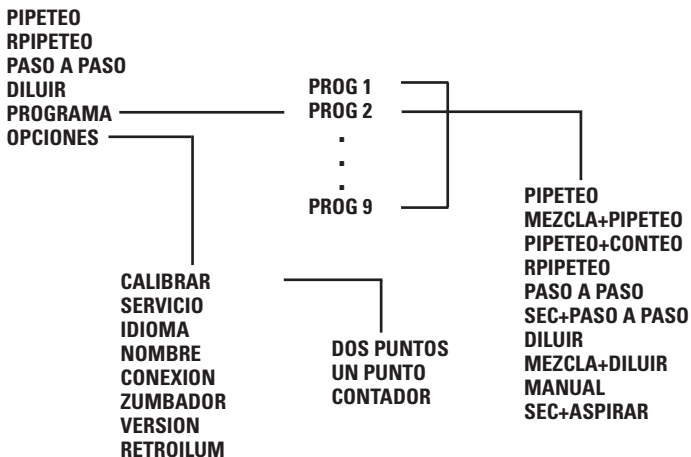 PIPETEO
RPIPETEO
PASO A PASO
DILUIR
PROGRAMA
OPCIONES
PROG 1
PROG 2
.
.
.
PROG 9
PIPETEO
MEZCLA+PIPETEO
PIPETEO+CONTEO
RPIPETEO
PASO A PASO
SEC+PASO A PASO
DILUIR
MEZCLA+DILUIR
MANUAL
SEC+ASPIRAR
CALIBRAR
SERVICIO
IDIOMA
NOMBRE
CONEXION
ZUMBADOR
VERSION
RETROILUM
DOS PUNTOS
UN PUNTO
CONTADOR